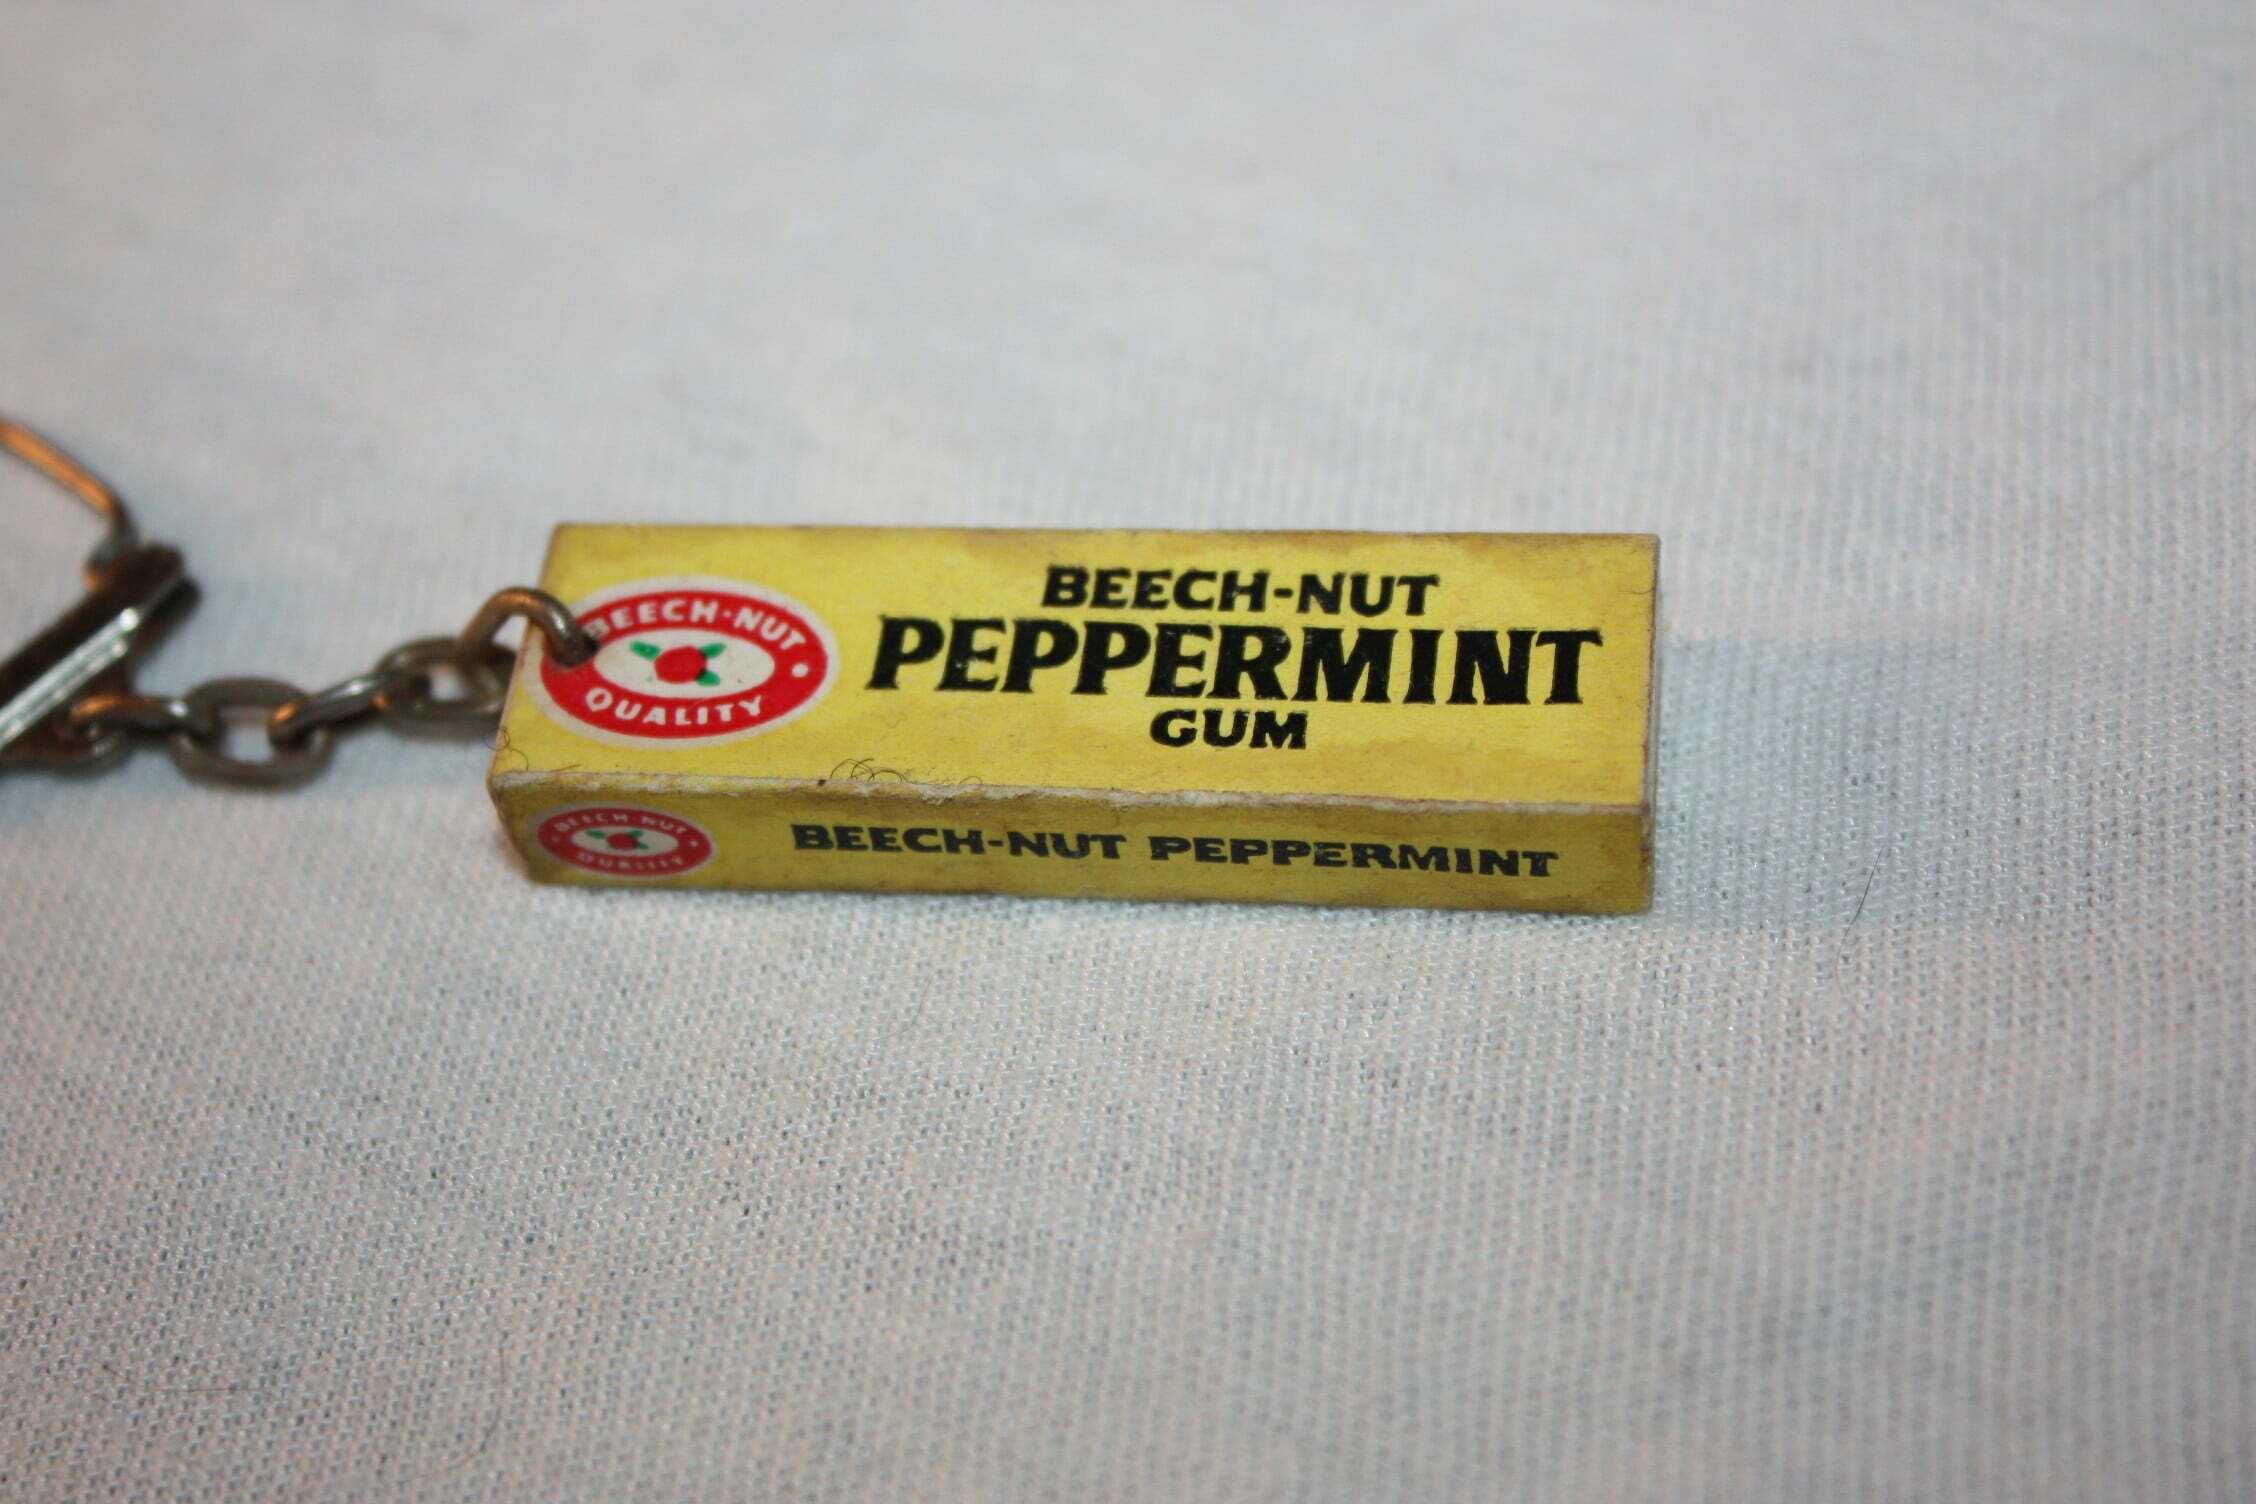 BEECH-NUT
QUALITY
BEECH-NUT
PEPPERMINT
GUM
BEECH-NUT
QUALITY
BEECH-NUT PEPPERMINT